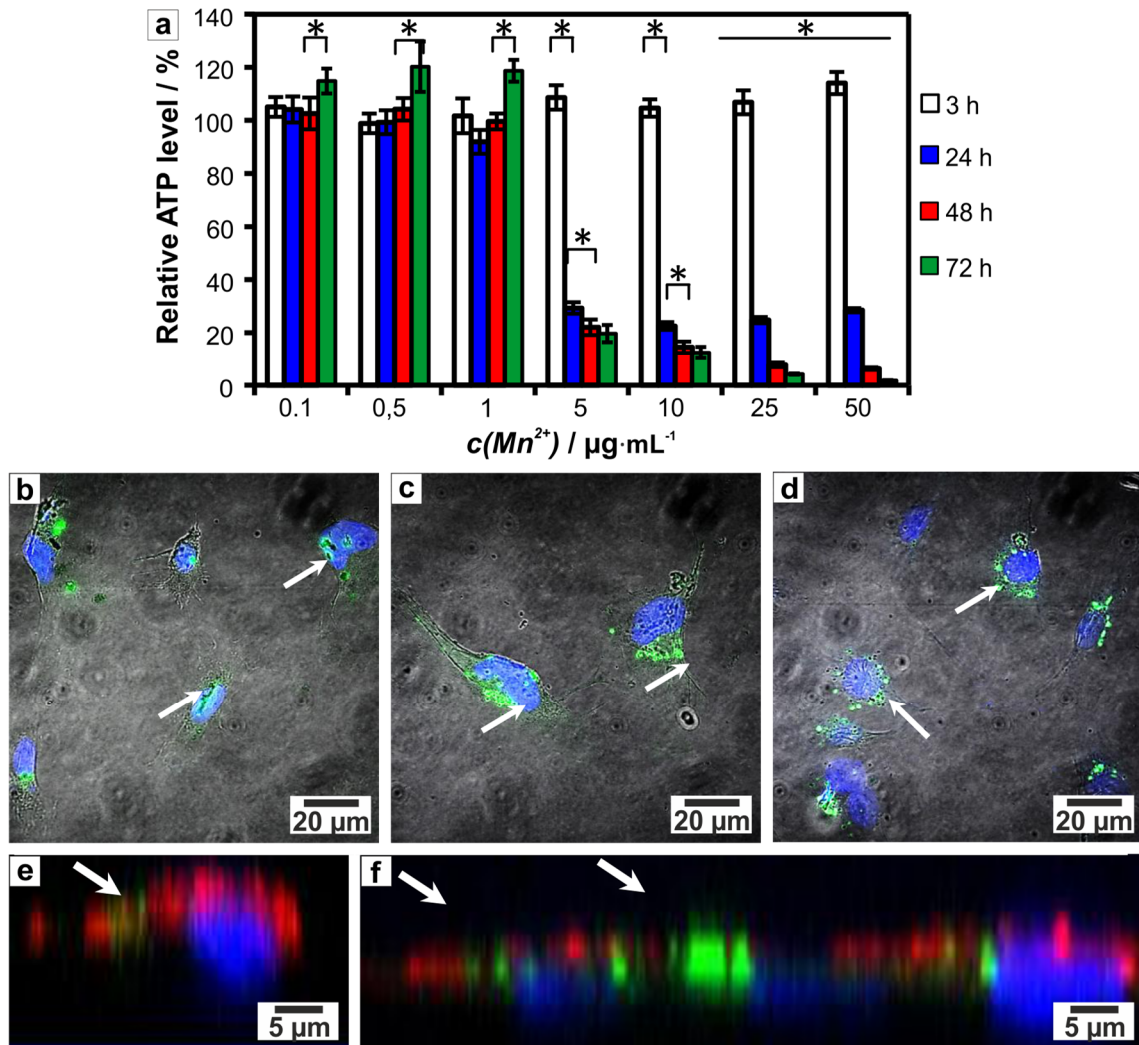 a
Relative ATP level / %
140
120
100
80
60
40
20
0
* * * * * *
* *
0.1 0,5 1 5 10 25 50
c(Mn²⁺) / µg·mL⁻¹
3 h
24 h
48 h
72 h
b
20 µm
c
20 µm
d
20 µm
e
5 µm
f
5 µm